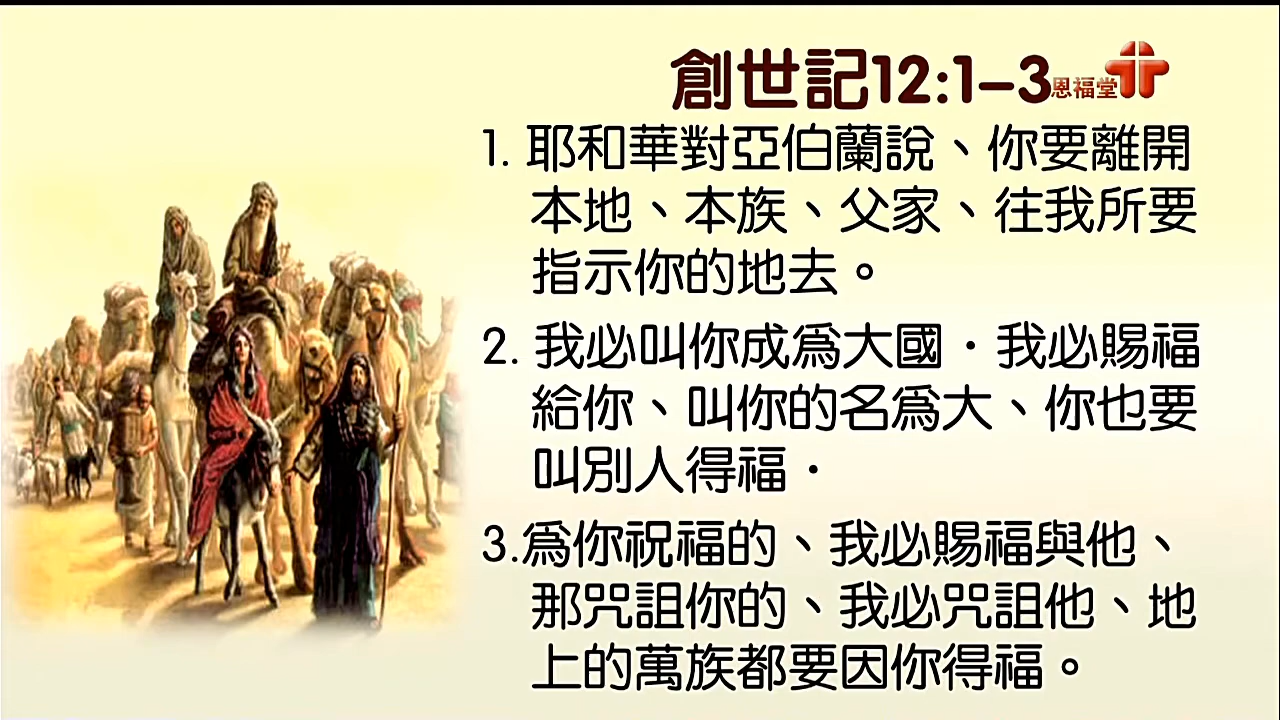 創世記12:1–3
恩福堂
1. 耶和華對亞伯蘭說、你要離開
本地、本族、父家、往我所要
指示你的地去。
2. 我必叫你成爲大國．我必賜福
給你、叫你的名爲大、你也要
叫別人得福．
3.爲你祝福的、我必賜福與他、
那咒詛你的、我必咒詛他、地
上的萬族都要因你得福。